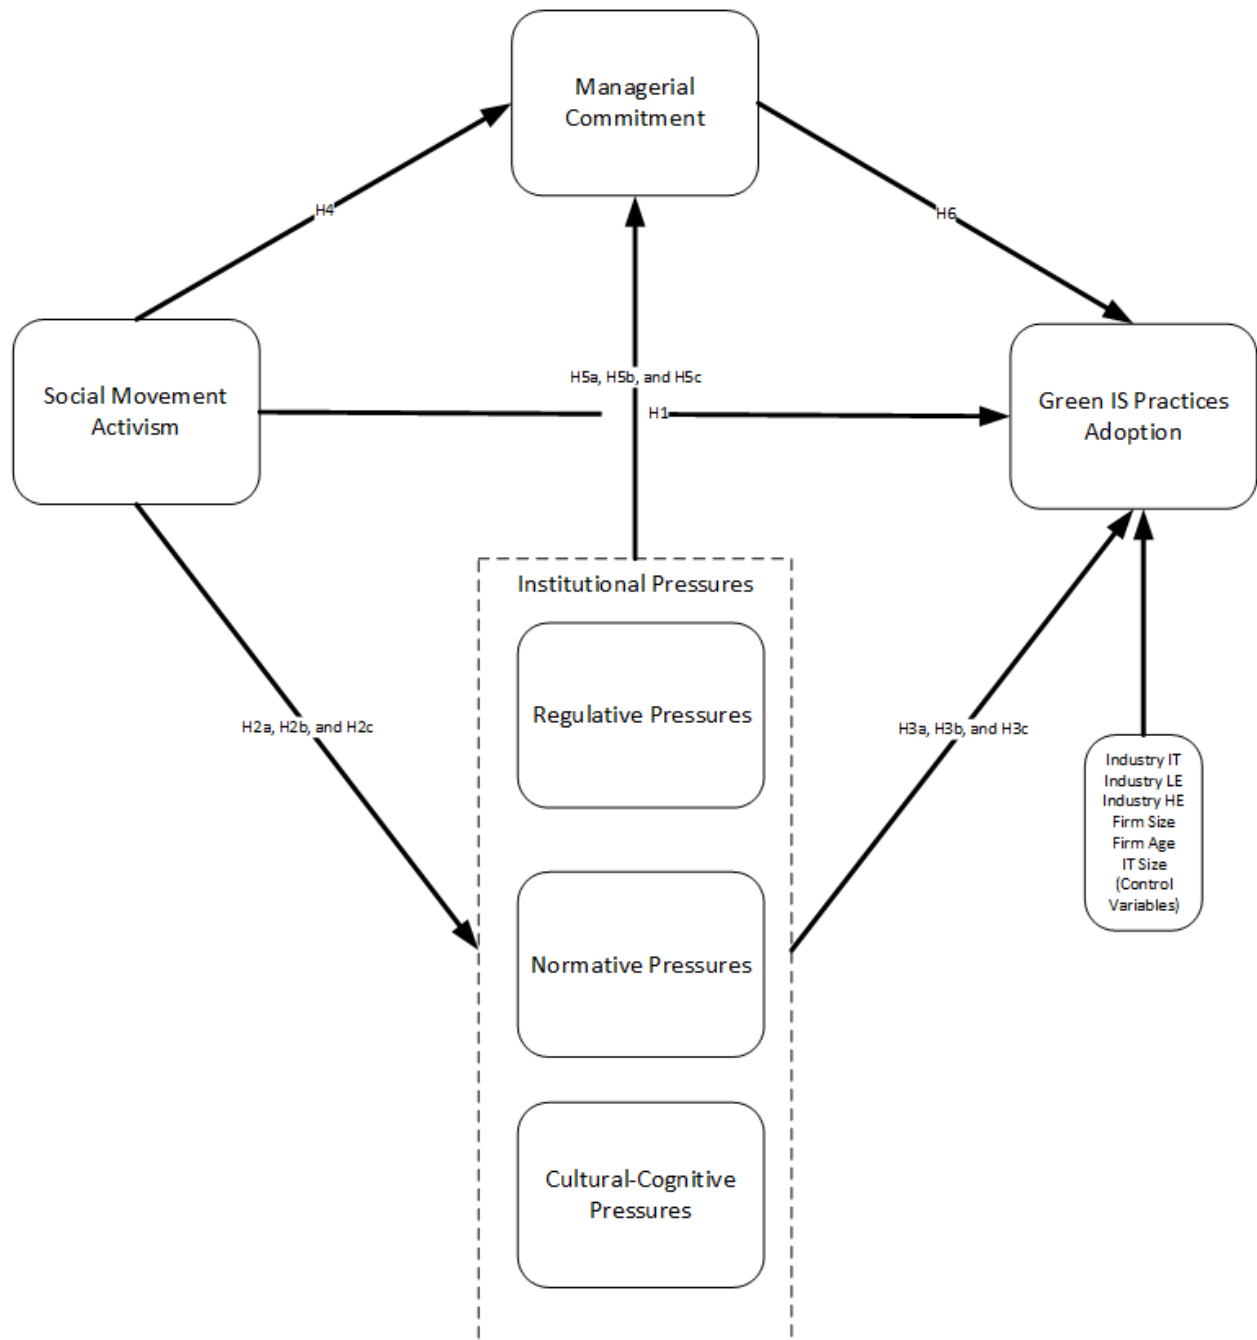 Managerial
Commitment
H4
H6
Social Movement
Activism
H5a, H5b, and H5c
H1
Green IS Practices
Adoption
Institutional Pressures
Regulative Pressures
H2a, H2b, and H2c
H3a, H3b, and H3c
Industry IT
Industry LE
Industry HE
Firm Size
Firm Age
IT Size
(Control
Variables)
Normative Pressures
Cultural-Cognitive
Pressures